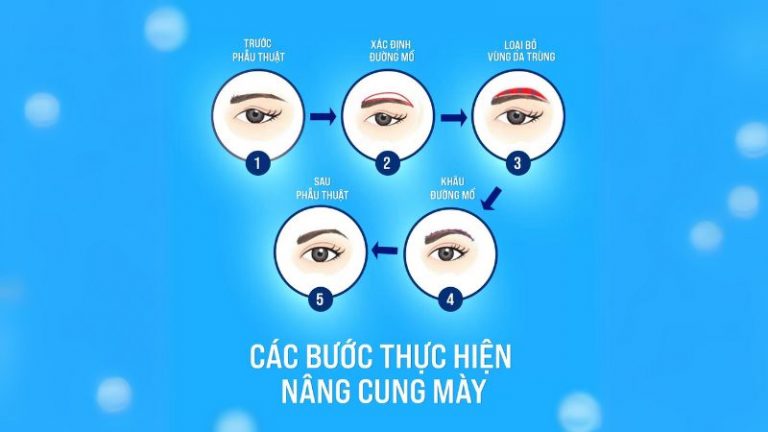 TRƯỚC
PHẪU THUẬT
XÁC ĐỊNH
ĐƯỜNG MỔ
LOẠI BỎ
VÙNG DA TRÙNG
1
2
3
SAU
PHẪU THUẬT
KHÂU
ĐƯỜNG MỔ
5
4
CÁC BƯỚC THỰC HIỆN
NÂNG CUNG MÀY